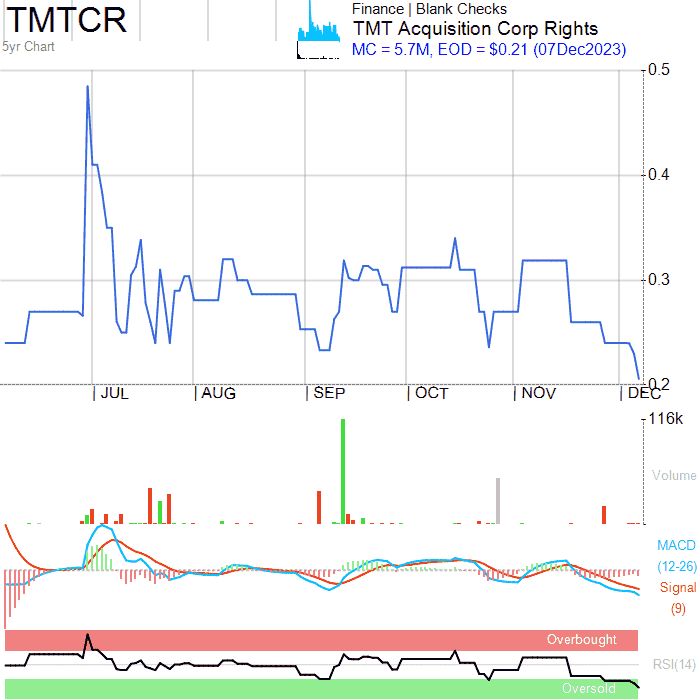 TMTCR
5yr Chart
Finance | Blank Checks
TMT Acquisition Corp Rights
MC = 5.7M, EOD = $0.21 (07Dec2023)
0.5
0.4
0.3
0.2
JUL AUG SEP OCT NOV DEC
116k
Volume
MACD
(12-26)
Signal
(9)
Overbought
RSI(14)
Oversold